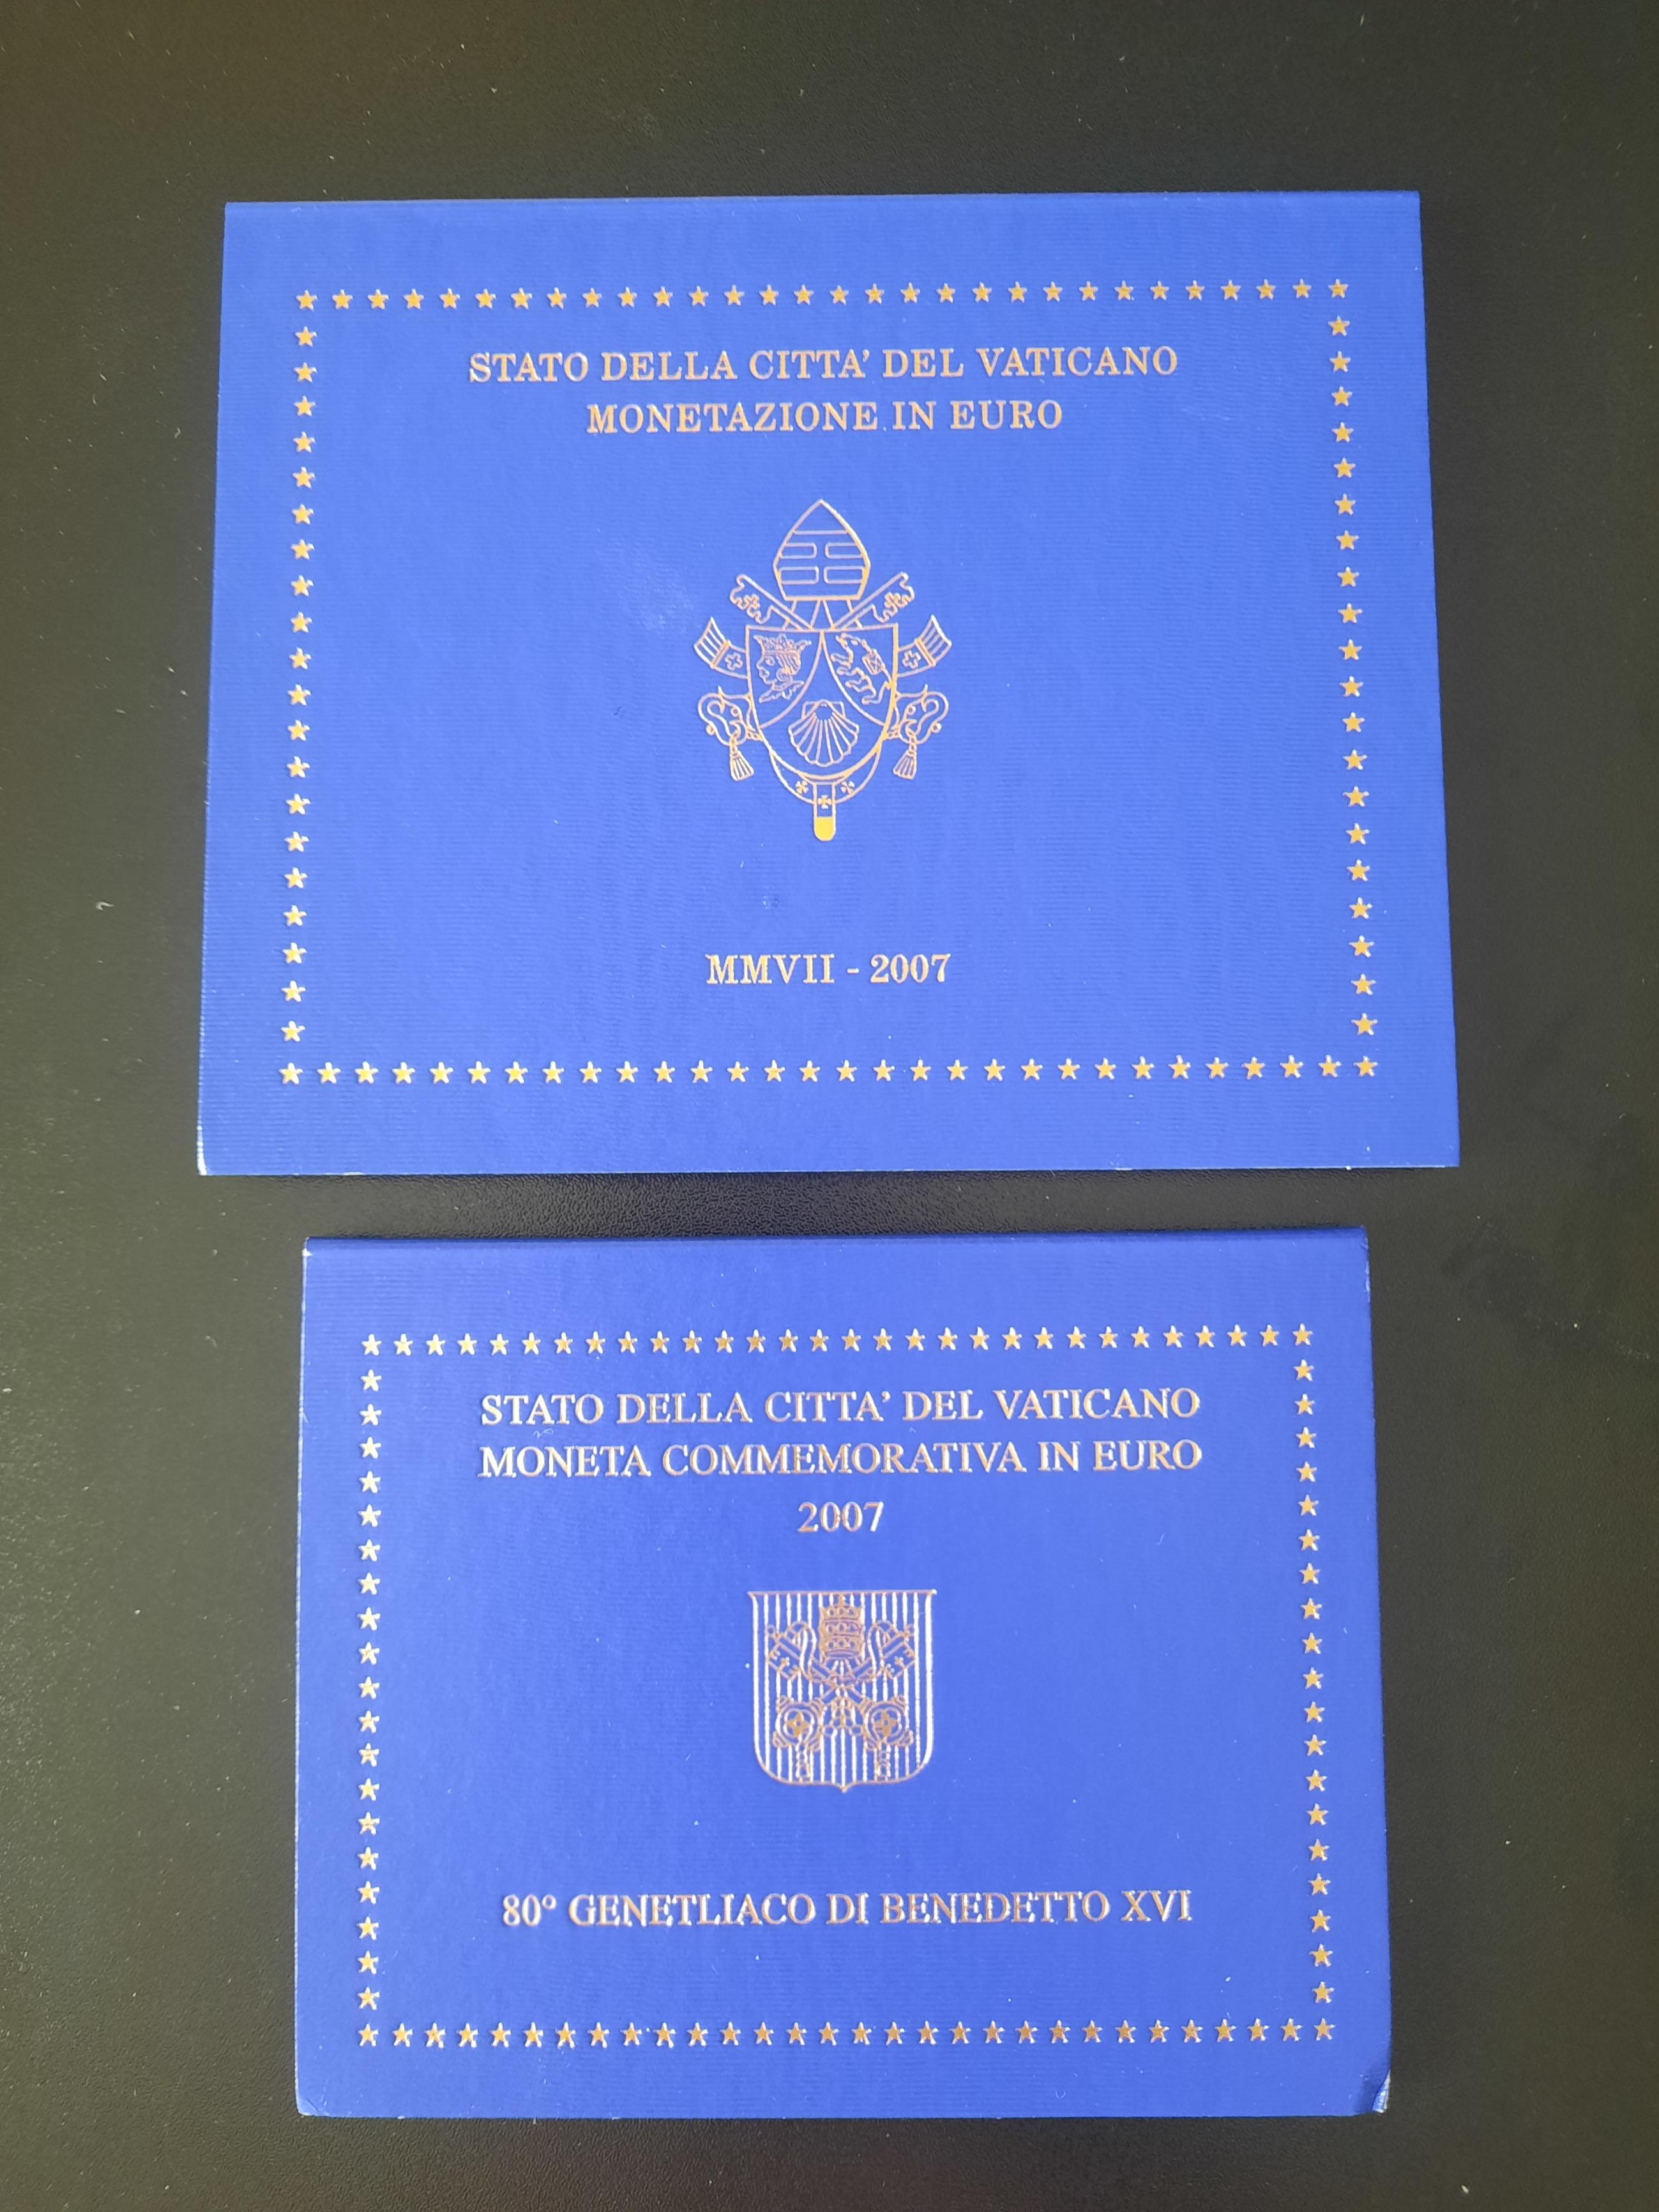 STATO DELLA CITTA' DEL VATICANO
MONETAZIONE IN EURO
MMVII - 2007
STATO DELLA CITTA' DEL VATICANO
MONETA COMMEMORATIVA IN EURO
2007
80° GENETLIACO DI BENEDETTO XVI